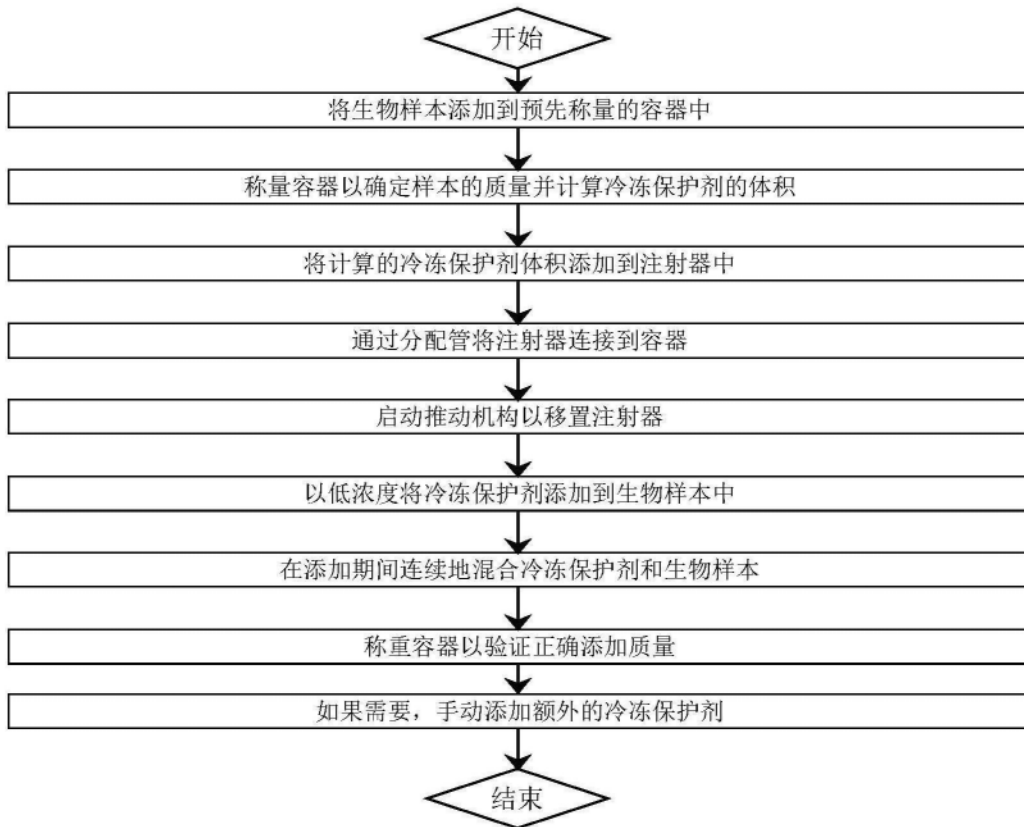 开始
将生物样本添加到预先称量的容器中
称量容器以确定样本的质量并计算冷冻保护剂的体积
将计算的冷冻保护剂体积添加到注射器中
通过分配管将注射器连接到容器
启动推动机构以移置注射器
以低浓度将冷冻保护剂添加到生物样本中
在添加期间连续地混合冷冻保护剂和生物样本
称重容器以验证正确添加质量
如果需要，手动添加额外的冷冻保护剂
结束